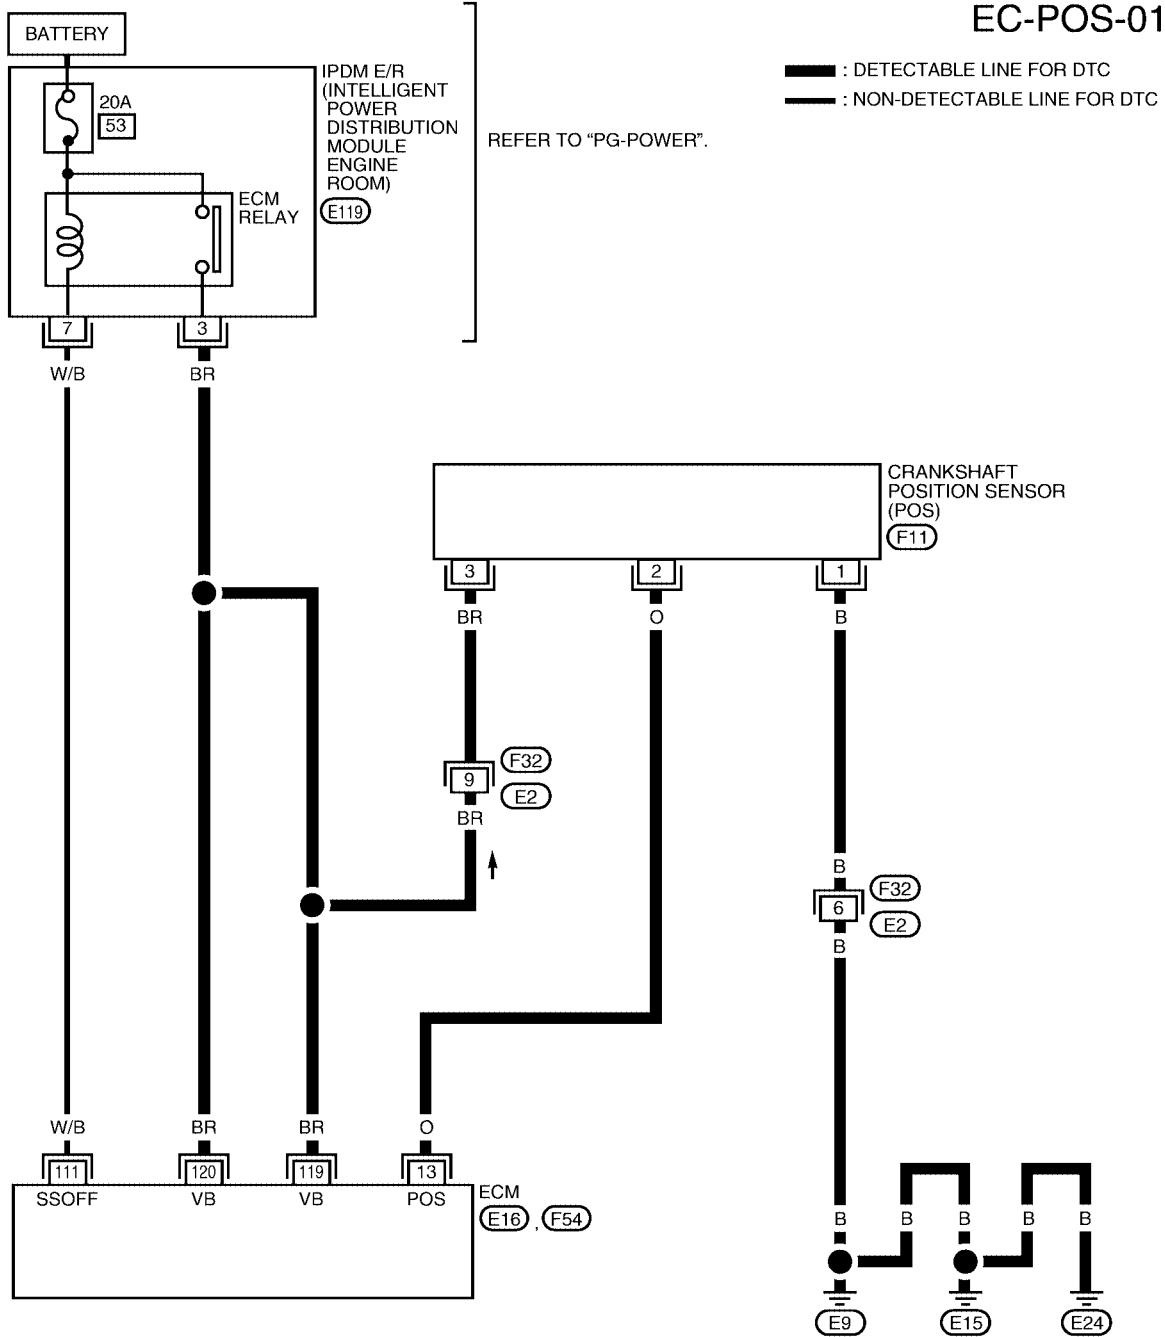 EC-POS-01
BATTERY
: DETECTABLE LINE FOR DTC
: NON-DETECTABLE LINE FOR DTC
20A
53
IPDM E/R
(INTELLIGENT
POWER
DISTRIBUTION
MODULE
ENGINE
ROOM)
E119
REFER TO “PG-POWER”.
ECM
RELAY
7
3
W/B
BR
CRANKSHAFT
POSITION SENSOR
(POS)
F11
3
2
1
BR
O
B
F32
9
E2
BR
B
F32
6
E2
B
W/B
BR
BR
O
111
120
119
13
SSOFF
VB
VB
POS
ECM
E16 , F54
B
B
B
B
B
E9
E15
E24